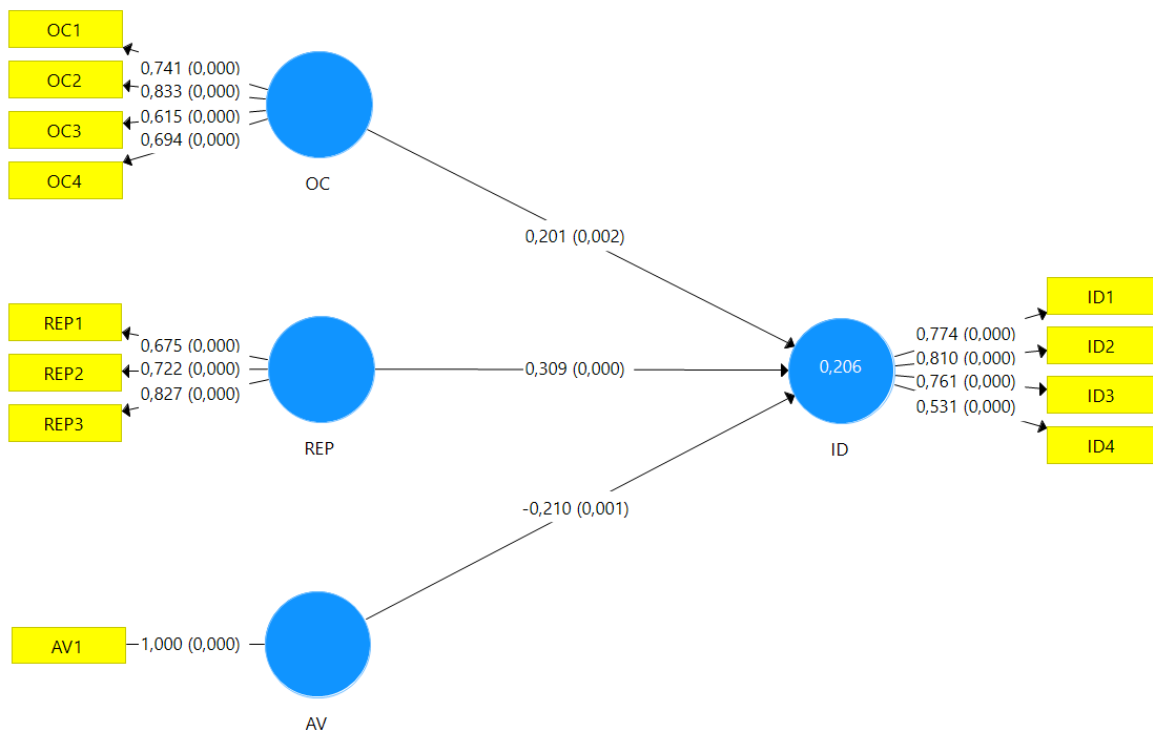 OC1
OC2
OC3
OC4
0,741 (0,000)
0,833 (0,000)
0,615 (0,000)
0,694 (0,000)
OC
0,201 (0,002)
REP1
REP2
REP3
0,675 (0,000)
0,722 (0,000)
0,827 (0,000)
REP
0,309 (0,000)
0,206
ID
0,774 (0,000)
0,810 (0,000)
0,761 (0,000)
0,531 (0,000)
ID1
ID2
ID3
ID4
-0,210 (0,001)
AV1
1,000 (0,000)
AV